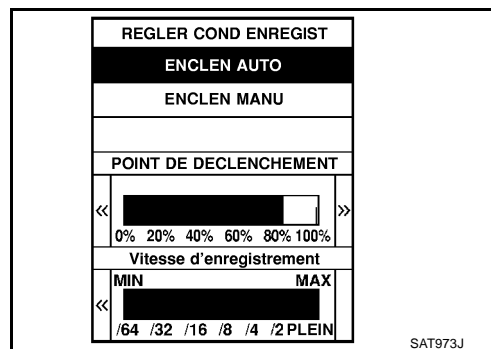 REGLER COND ENREGIST
ENCLEN AUTO
ENCLEN MANU
POINT DE DECLENCHEMENT
« »
0% 20% 40% 60% 80% 100%
Vitesse d'enregistrement
MIN MAX
«
/64 /32 /16 /8 /4 /2 PLEIN
SAT973J